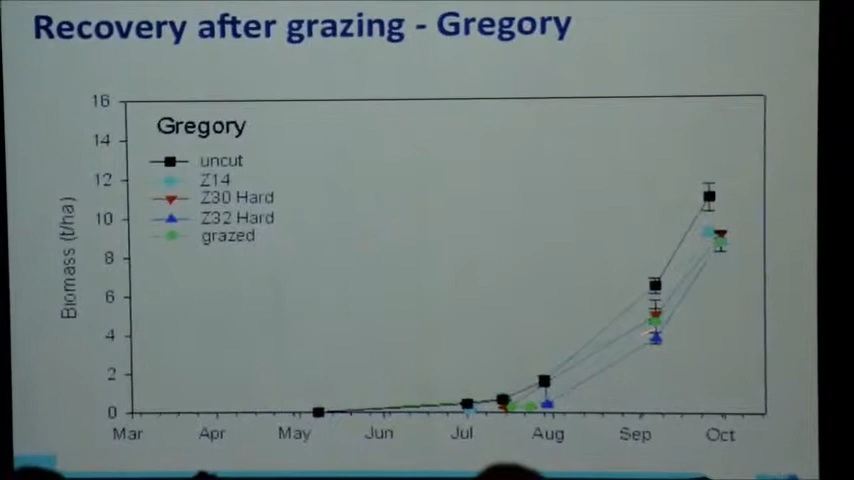 Recovery after grazing - Gregory
16
14
12
10
8
6
4
2
0
Biomass (t/ha)
Gregory
uncut
Z14
Z30 Hard
Z32 Hard
grazed
Mar Apr May Jun Jul Aug Sep Oct